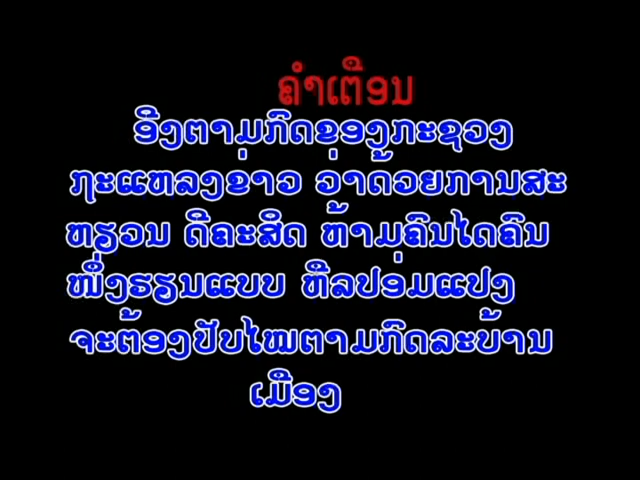 ຄຳເຕືອນ
ອີງຕາມກົດຂອງກະຊວງ
ກຸະແຫລງຂ່າວ ວ່າດ້ວຍການສະ
ຫຽວນ ດີຄະສິດ ຫ້າມຄົນໄດຄົນ
ໜຶ່ງຮຽນແບບ ຫືລປອ່ມແປງ
ຈະຕ້ອງປັບໄໝຕາມກົດລະບ້ານ
ເມືອງ